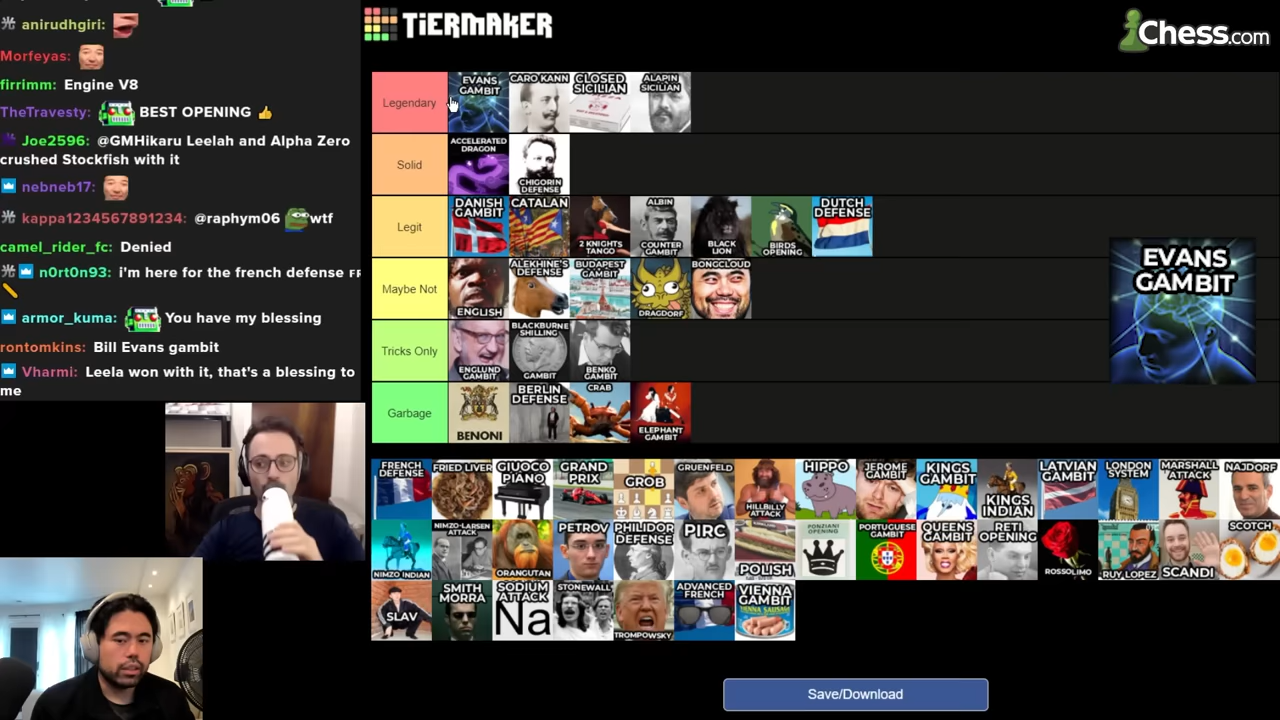 anirudhgiri:
Morfeyas:
firrimm: Engine V8
TheTravesty: BEST OPENING 👍
Joe2596: @GMHikaru Leelah and Alpha Zero
crushed Stockfish with it
nebneb17:
kappa1234567891234: @raphym06 wtf
camel_rider_fc: Denied
n0rt0n93: i'm here for the french defense
armor_kuma: You have my blessing
rontomkins: Bill Evans gambit
Vharmi: Leela won with it, that's a blessing to
me
TIERMAKER
Chess.com
Legendary
EVANS GAMBIT
CARO KANN
CLOSED SICILIAN
ALAPIN SICILIAN
Solid
ACCELERATED DRAGON
CHIGORIN DEFENSE
Legit
DANISH GAMBIT
CATALAN
2 KNIGHTS TANGO
ALBIN COUNTER GAMBIT
BLACK LION
BIRDS OPENING
DUTCH DEFENSE
Maybe Not
ENGLISH
ALEKHINE'S DEFENSE
BUDAPEST GAMBIT
DRAGDORF
BONGCLOUD
Tricks Only
ENGLUND GAMBIT
BLACKBURNE SHILLING GAMBIT
BENKO GAMBIT
Garbage
BENONI
BERLIN DEFENSE
CRAB
ELEPHANT GAMBIT
EVANS
GAMBIT
FRENCH DEFENSE
FRIED LIVER
GIUOCO PIANO
GRAND PRIX
GROB
GRUENFELD
HILLBILLY ATTACK
HIPPO
JEROME GAMBIT
KINGS GAMBIT
KINGS INDIAN
LATVIAN GAMBIT
LONDON SYSTEM
MARSHALL ATTACK
NAJDORF
NIMZO INDIAN
NIMZO-LARSEN ATTACK
ORANGUTAN
PETROV
PHILIDOR DEFENSE
PIRC
POLISH
PONZIANI OPENING
PORTUGUESE GAMBIT
QUEENS GAMBIT
RETI OPENING
ROSSOLIMO
RUY LOPEZ
SCANDI
SCOTCH
SLAV
SMITH MORRA
SODIUM ATTACK
Na
STONEWALL
TROMPOWSKY
ADVANCED FRENCH
VIENNA GAMBIT
VIENNA SAUSAGE
Save/Download